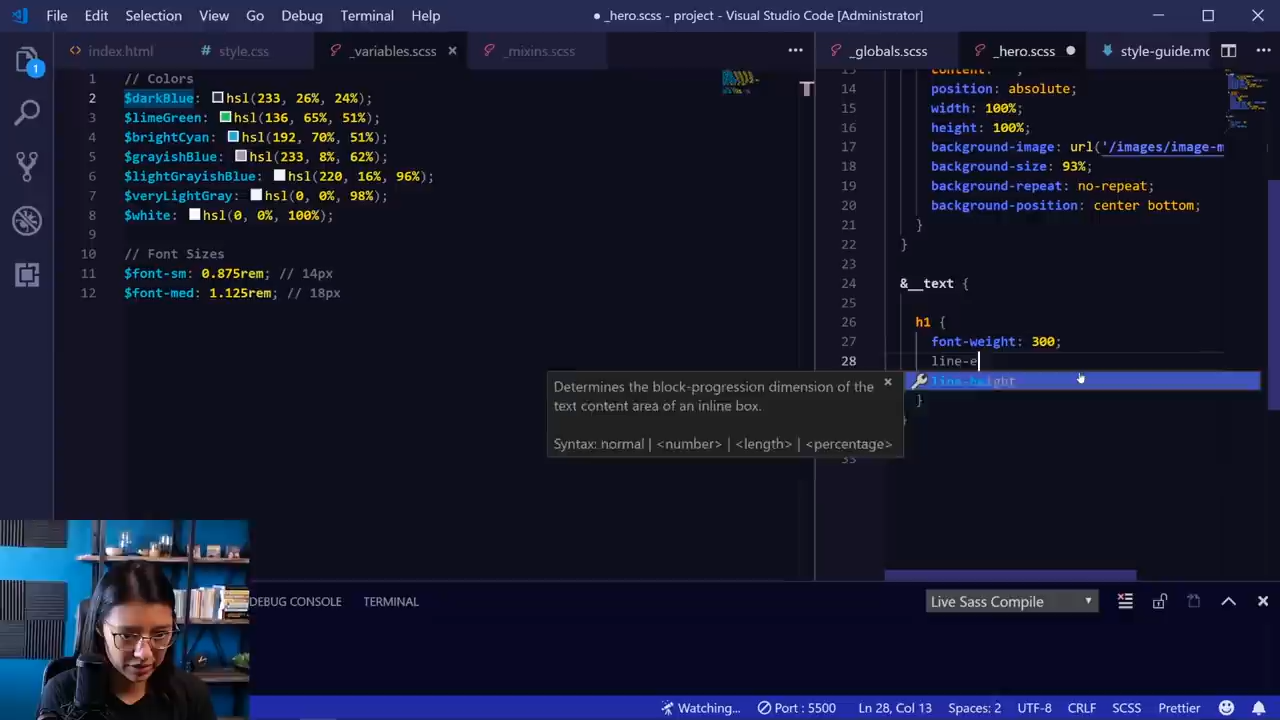 File Edit Selection View Go Debug Terminal Help
● _hero.scss - project - Visual Studio Code [Administrator]
index.html style.css _variables.scss _mixins.scss
_globals.scss _hero.scss style-guide.mc
1
1 // Colors
2 $darkBlue: hsl(233, 26%, 24%);
3 $limeGreen: hsl(136, 65%, 51%);
4 $brightCyan: hsl(192, 70%, 51%);
5 $grayishBlue: hsl(233, 8%, 62%);
6 $lightGrayishBlue: hsl(220, 16%, 96%);
7 $veryLightGray: hsl(0, 0%, 98%);
8 $white: hsl(0, 0%, 100%);
9
10 // Font Sizes
11 $font-sm: 0.875rem; // 14px
12 $font-med: 1.125rem; // 18px
14 position: absolute;
15 width: 100%;
16 height: 100%;
17 background-image: url('/images/image-m
18 background-size: 93%;
19 background-repeat: no-repeat;
20 background-position: center bottom;
21 }
22 }
23
24 &__text {
25
26 h1 {
27 font-weight: 300;
28 line-e
line-height
}
33
Determines the block-progression dimension of the
text content area of an inline box.
Syntax: normal | <number> | <length> | <percentage>
DEBUG CONSOLE TERMINAL
Live Sass Compile
Watching... Port : 5500 Ln 28, Col 13 Spaces: 2 UTF-8 CRLF SCSS Prettier